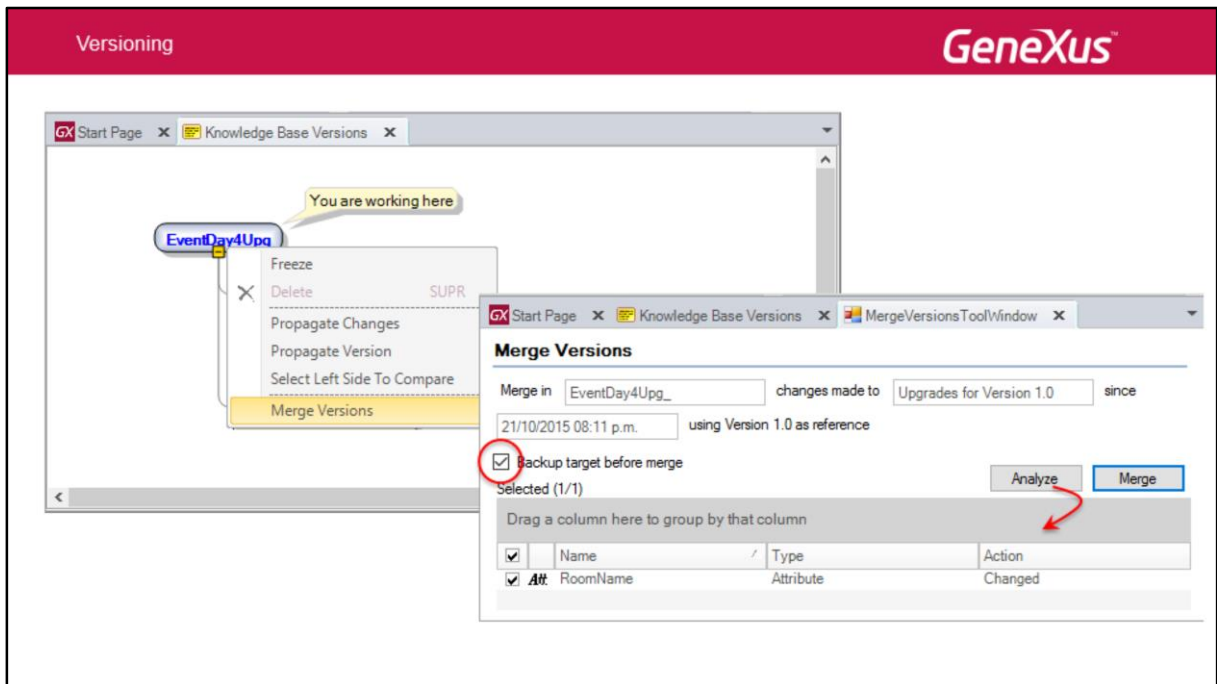 Versioning
GeneXus™
GX Start Page
Knowledge Base Versions
You are working here
EventDay4Upg
Freeze
Delete SUPR
Propagate Changes
Propagate Version
Select Left Side To Compare
Merge Versions
GX Start Page
Knowledge Base Versions
MergeVersionsToolWindow
Merge Versions
Merge in EventDay4Upg_ changes made to Upgrades for Version 1.0 since
21/10/2015 08:11 p.m. using Version 1.0 as reference
Backup target before merge
Selected (1/1)
Analyze Merge
Drag a column here to group by that column
Name Type Action
Att. RoomName Attribute Changed